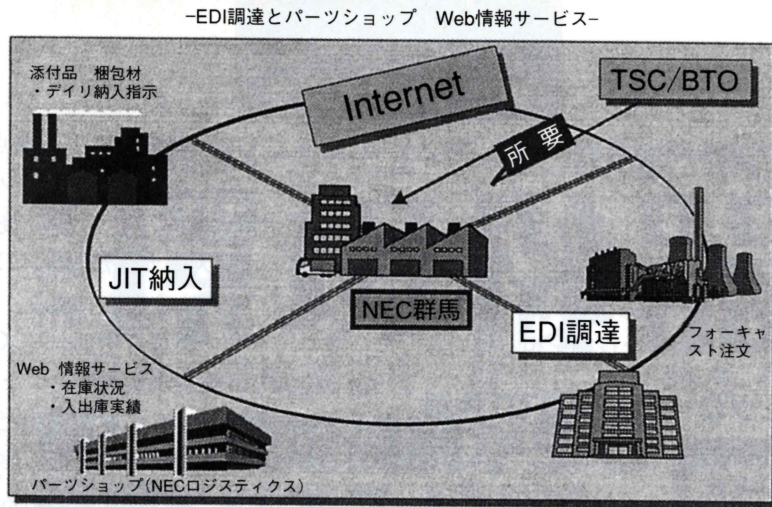 -EDI調達とパーツショップ Web情報サービス-
添付品 梱包材
・デイリ納入指示
Internet
TSC/BTO
所要
JIT納入
NEC群馬
EDI調達
フォーキャ
スト注文
Web 情報サービス
・在庫状況
・入出庫実績
パーツショップ(NECロジスティクス)